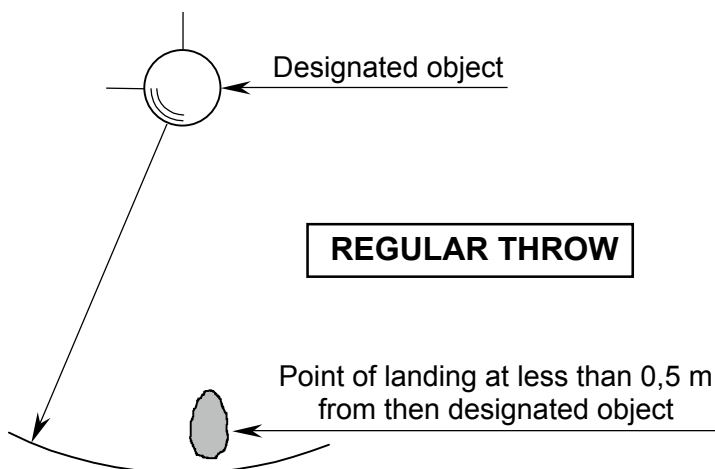 Designated object
REGULAR THROW
Point of landing at less than 0,5 m
from then designated object